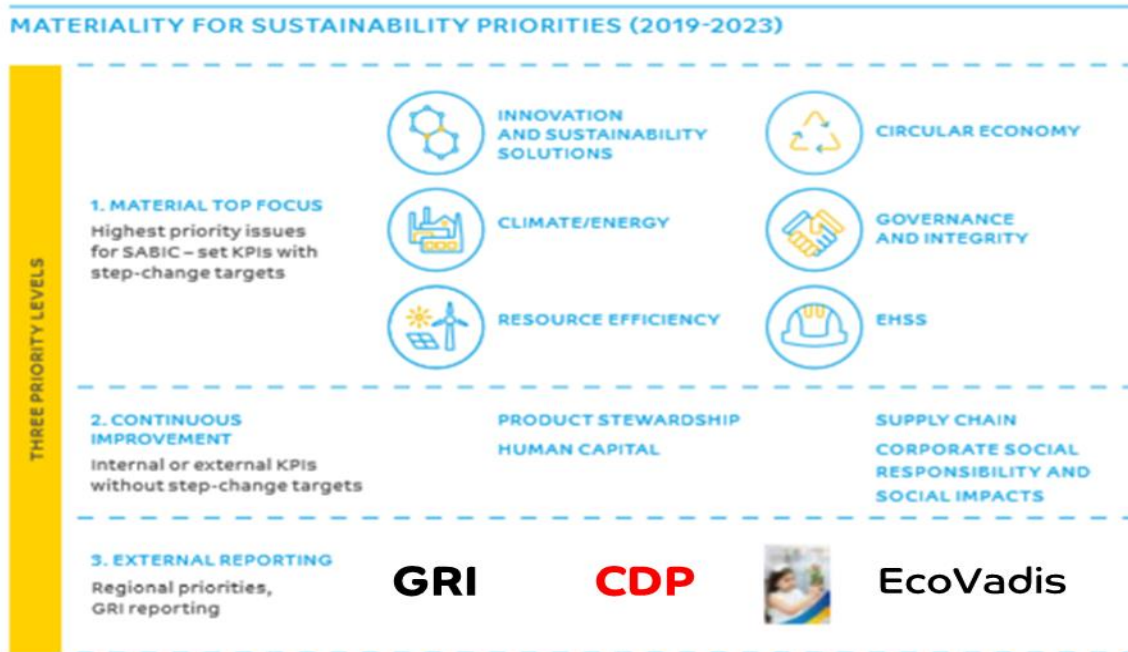 MATERIALITY FOR SUSTAINABILITY PRIORITIES (2019-2023)
THREE PRIORITY LEVELS
1. MATERIAL TOP FOCUS
Highest priority issues
for SABIC – set KPIs with
step-change targets
INNOVATION
AND SUSTAINABILITY
SOLUTIONS
CIRCULAR ECONOMY
CLIMATE/ENERGY
GOVERNANCE
AND INTEGRITY
RESOURCE EFFICIENCY
EHSS
2. CONTINUOUS
IMPROVEMENT
Internal or external KPIs
without step-change targets
PRODUCT STEWARDSHIP
HUMAN CAPITAL
SUPPLY CHAIN
CORPORATE SOCIAL
RESPONSIBILITY AND
SOCIAL IMPACTS
3. EXTERNAL REPORTING
Regional priorities,
GRI reporting
GRI
CDP
EcoVadis